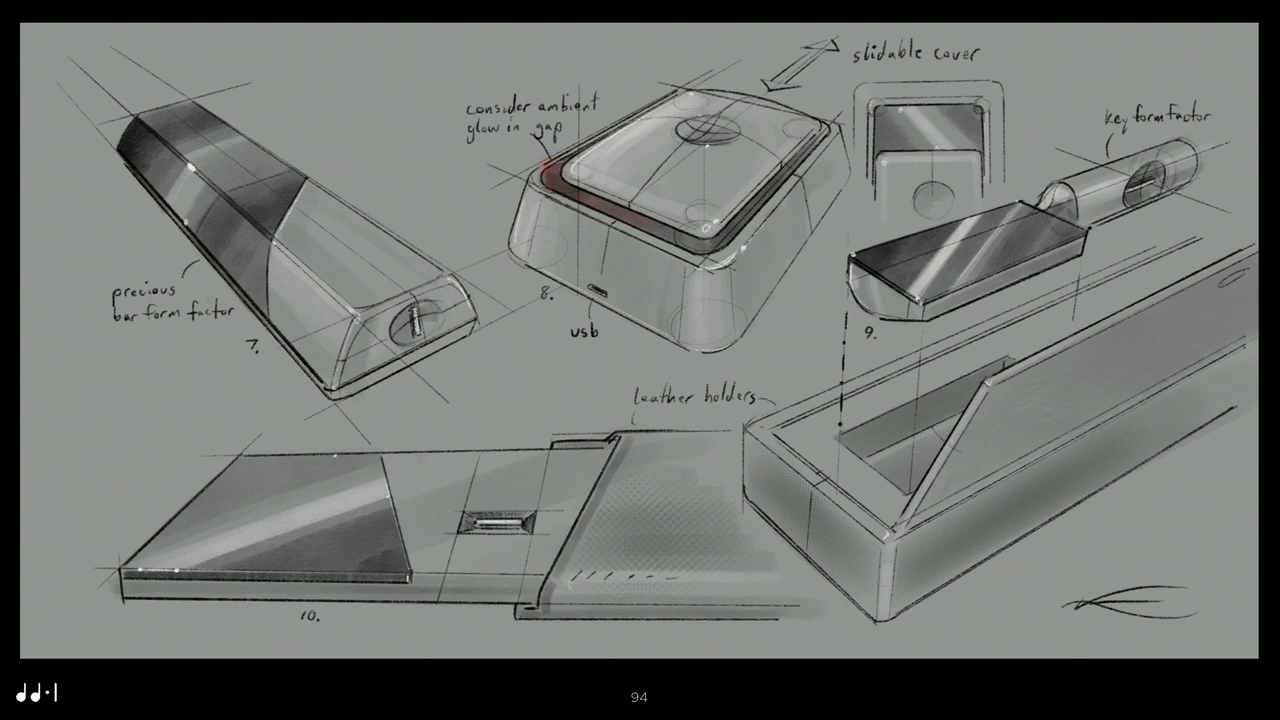 slidable cover
consider ambient
glow in gap
key form factor
precious
bar form factor
7.
8.
usb
9.
leather holders
10.
94